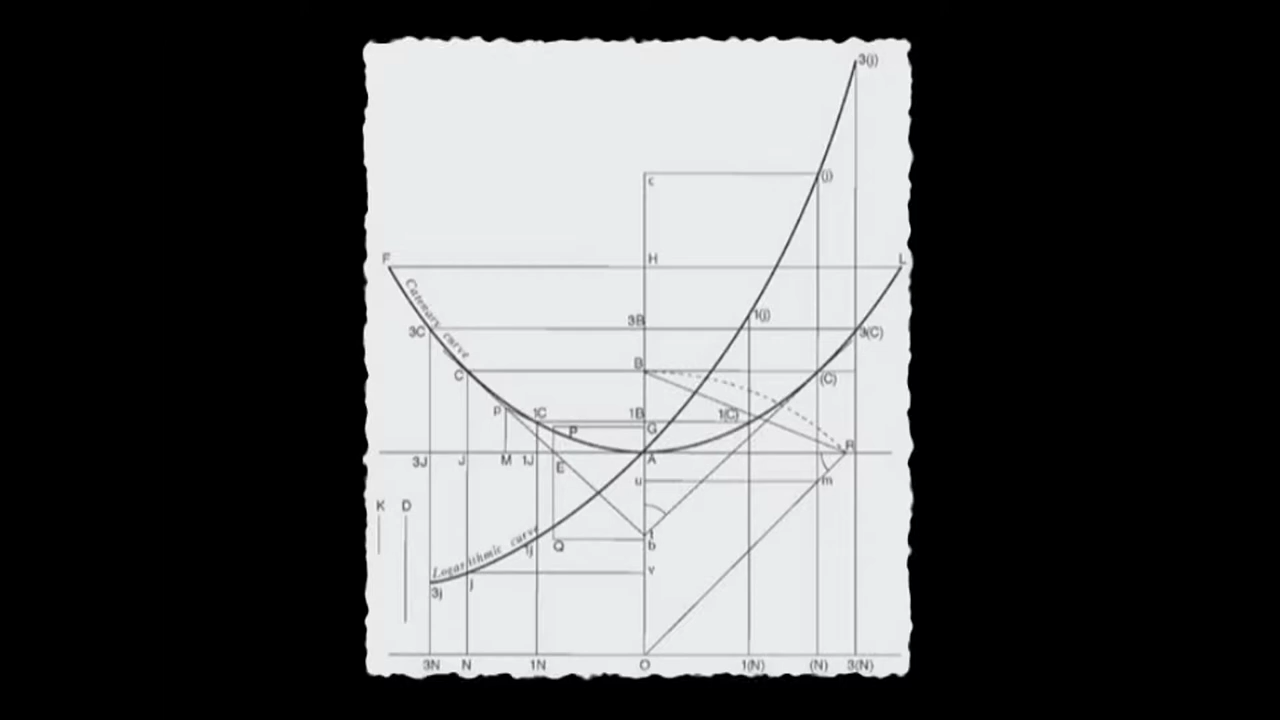 3(j)
c (j)
F H L
Catenary curve
3C 3B 1(j) 3(C)
C B (C)
P 1C 1B 1(C)
P G
3J J M 1J E A R
u m
K D
t
1j Q b
Logarithmic curve
3j j v
3N N 1N O 1(N) (N) 3(N)